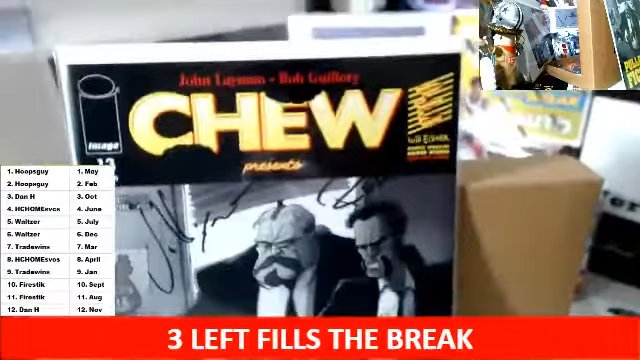 John Layman - Rob Guillory
CHEW
image
WILL EISNER
presents
1. Hoopsguy 1. May
2. Hoopsguy 2. Feb
3. Dan H 3. Oct
4. HCHOMEsvcs 4. June
5. Waltzer 5. July
6. Waltzer 6. Dec
7. Tradewins 7. Mar
8. HCHOMEsvcs 8. April
9. Tradewins 9. Jan
10. Firestik 10. Sept
11. Firestik 11. Aug
12. Dan H 12. Nov
3 LEFT FILLS THE BREAK